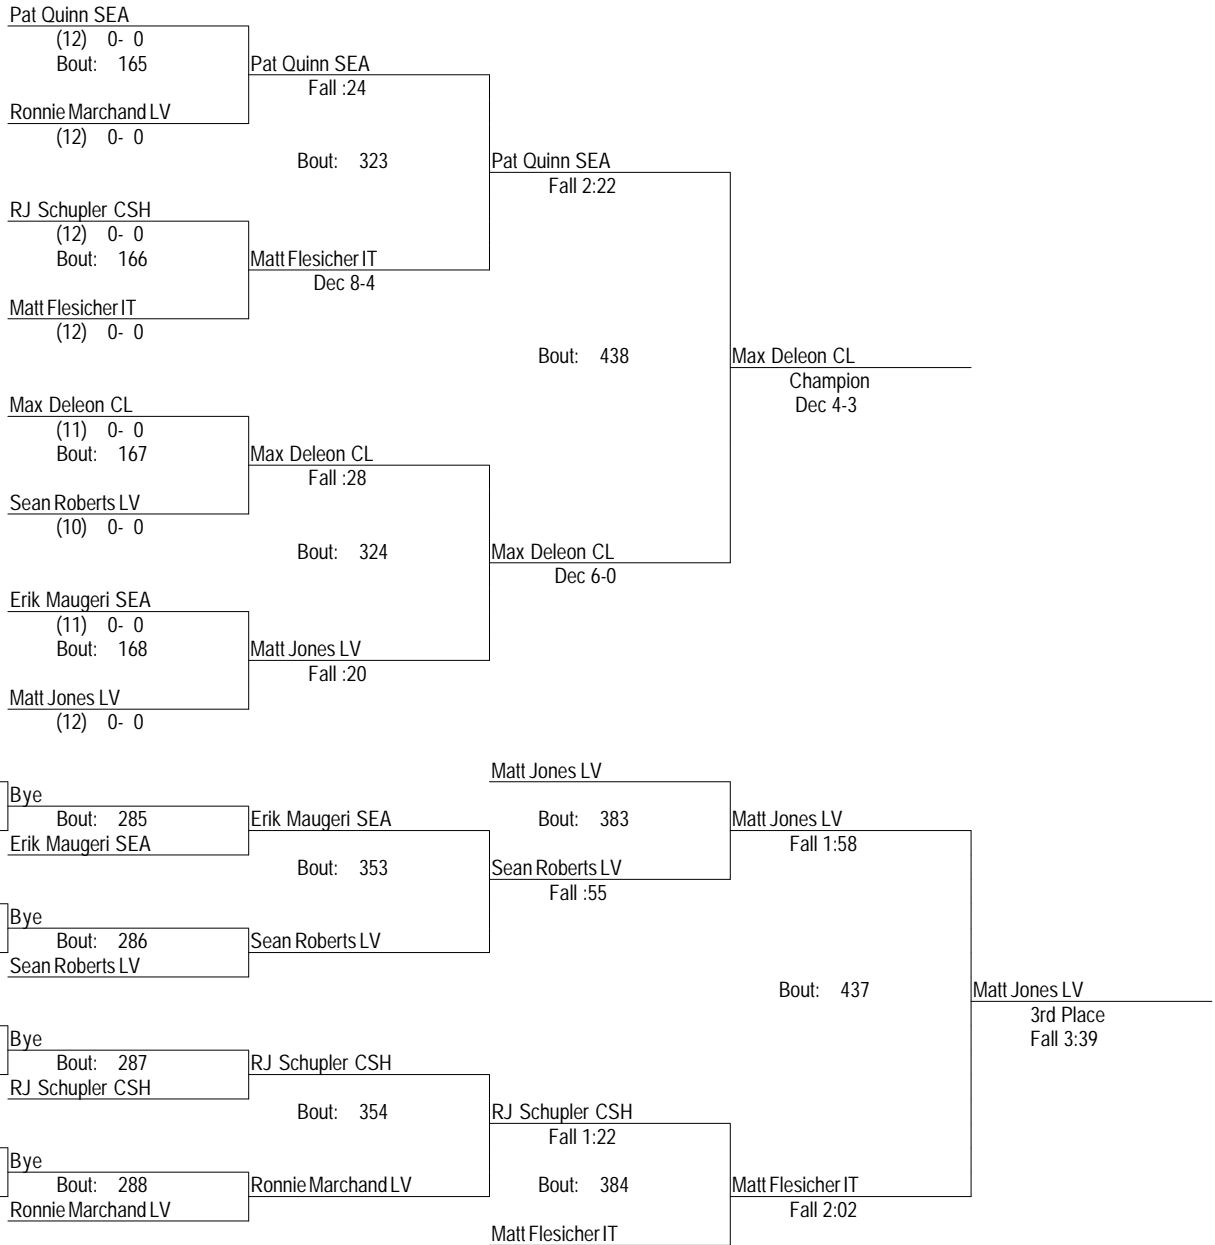 Pat Quinn SEA
(12) 0- 0
Bout: 165
Pat Quinn SEA
Fall :24
Ronnie Marchand LV
(12) 0- 0
Bout: 323
Pat Quinn SEA
Fall 2:22
RJ Schupler CSH
(12) 0- 0
Bout: 166
Matt Flesicher IT
Dec 8-4
Matt Flesicher IT
(12) 0- 0
Bout: 438
Max Deleon CL
Champion
Dec 4-3
Max Deleon CL
(11) 0- 0
Bout: 167
Max Deleon CL
Fall :28
Sean Roberts LV
(10) 0- 0
Bout: 324
Max Deleon CL
Dec 6-0
Erik Maugeri SEA
(11) 0- 0
Bout: 168
Matt Jones LV
Fall :20
Matt Jones LV
(12) 0- 0
Matt Jones LV
Bye
Bout: 285
Erik Maugeri SEA
Bout: 383
Matt Jones LV
Fall 1:58
Erik Maugeri SEA
Bout: 353
Sean Roberts LV
Fall :55
Bye
Bout: 286
Sean Roberts LV
Sean Roberts LV
Bout: 437
Matt Jones LV
3rd Place
Fall 3:39
Bye
Bout: 287
RJ Schupler CSH
RJ Schupler CSH
Bout: 354
RJ Schupler CSH
Fall 1:22
Bye
Bout: 288
Ronnie Marchand LV
Bout: 384
Matt Flesicher IT
Fall 2:02
Ronnie Marchand LV
Matt Flesicher IT